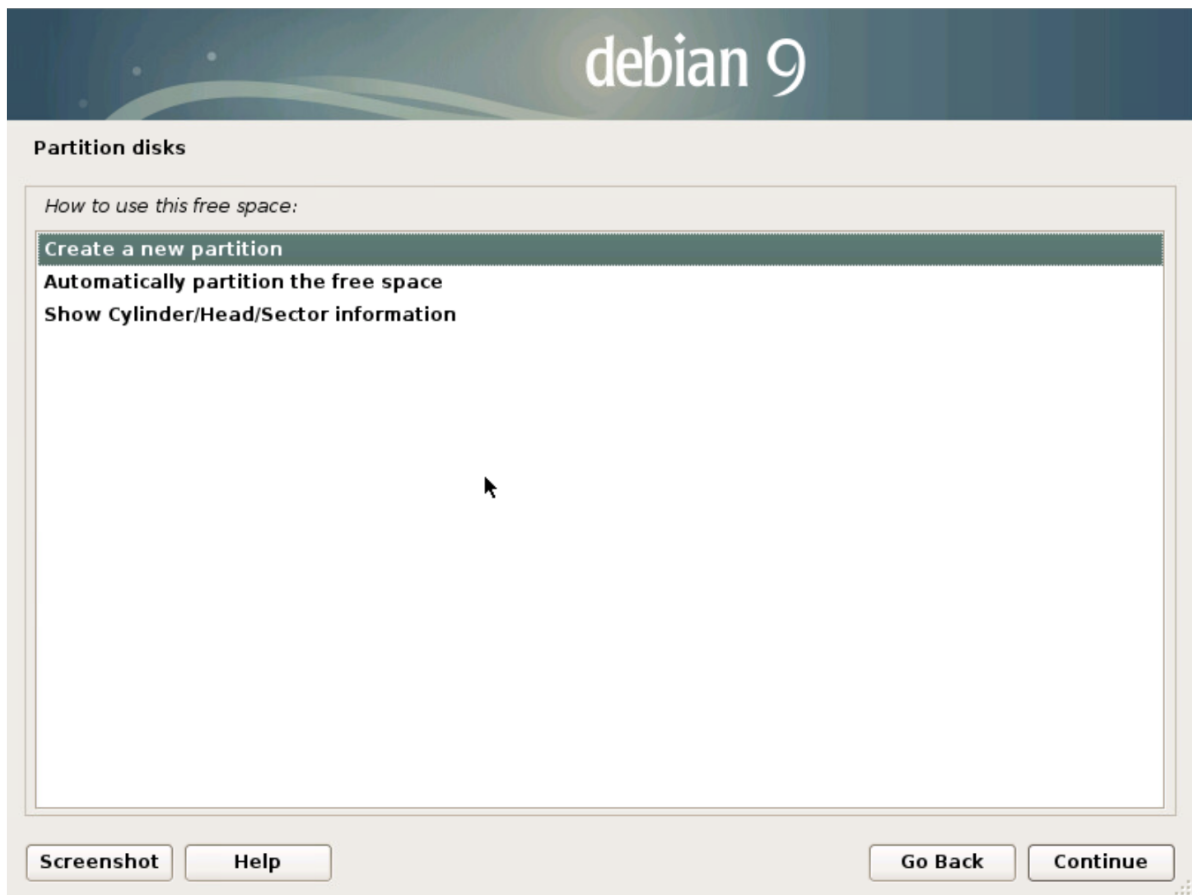 debian 9
Partition disks
How to use this free space:
Create a new partition
Automatically partition the free space
Show Cylinder/Head/Sector information
Screenshot
Help
Go Back
Continue